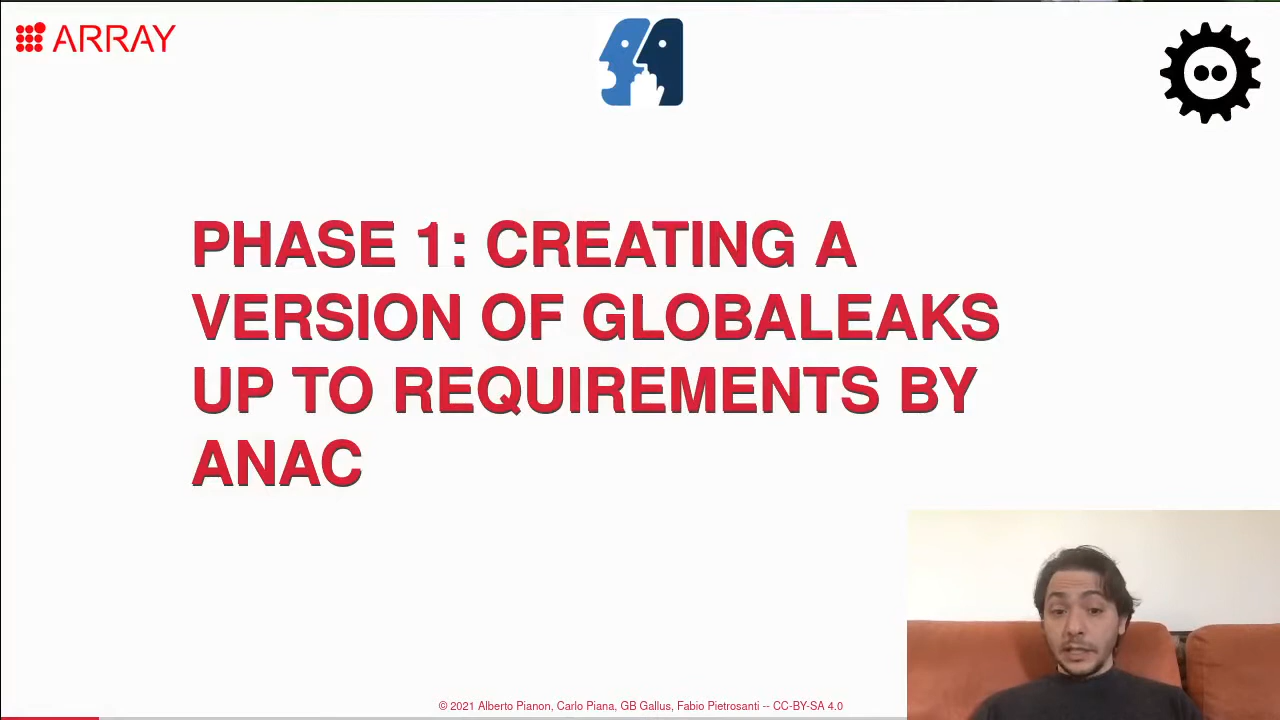 ARRAY
PHASE 1: CREATING A
VERSION OF GLOBALEAKS
UP TO REQUIREMENTS BY
ANAC
© 2021 Alberto Pianon, Carlo Piana, GB Gallus, Fabio Pietrosanti -- CC-BY-SA 4.0